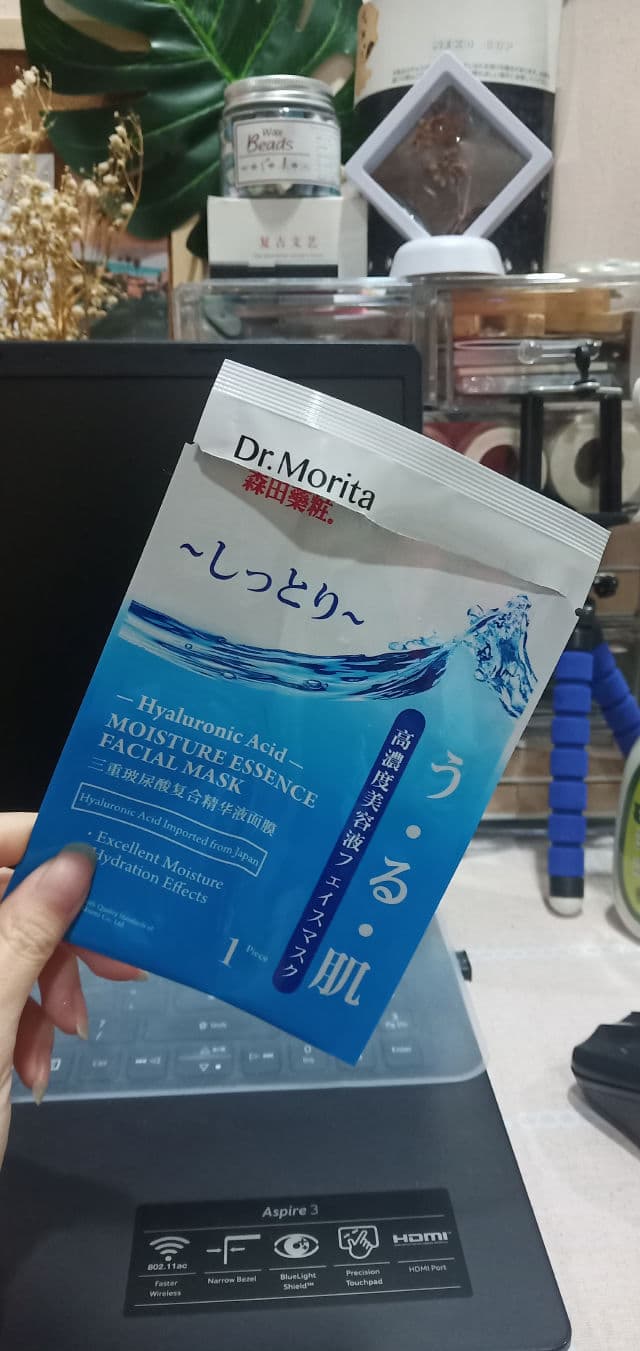 Wax
Beads
复古文艺
Dr.Morita
森田藥粧®
~しっとり~
— Hyaluronic Acid —
MOISTURE ESSENCE
FACIAL MASK
三重玻尿酸复合精华液面膜
Hyaluronic Acid Imported from Japan
· Excellent Moisture
Hydration Effects
1 Piece
高濃度美容液フェイスマスク
う・る・肌
Aspire 3
802.11ac
Faster
Wireless
Narrow Bezel
BlueLight
Shield™
Precision
Touchpad
HDMI
HDMI Port